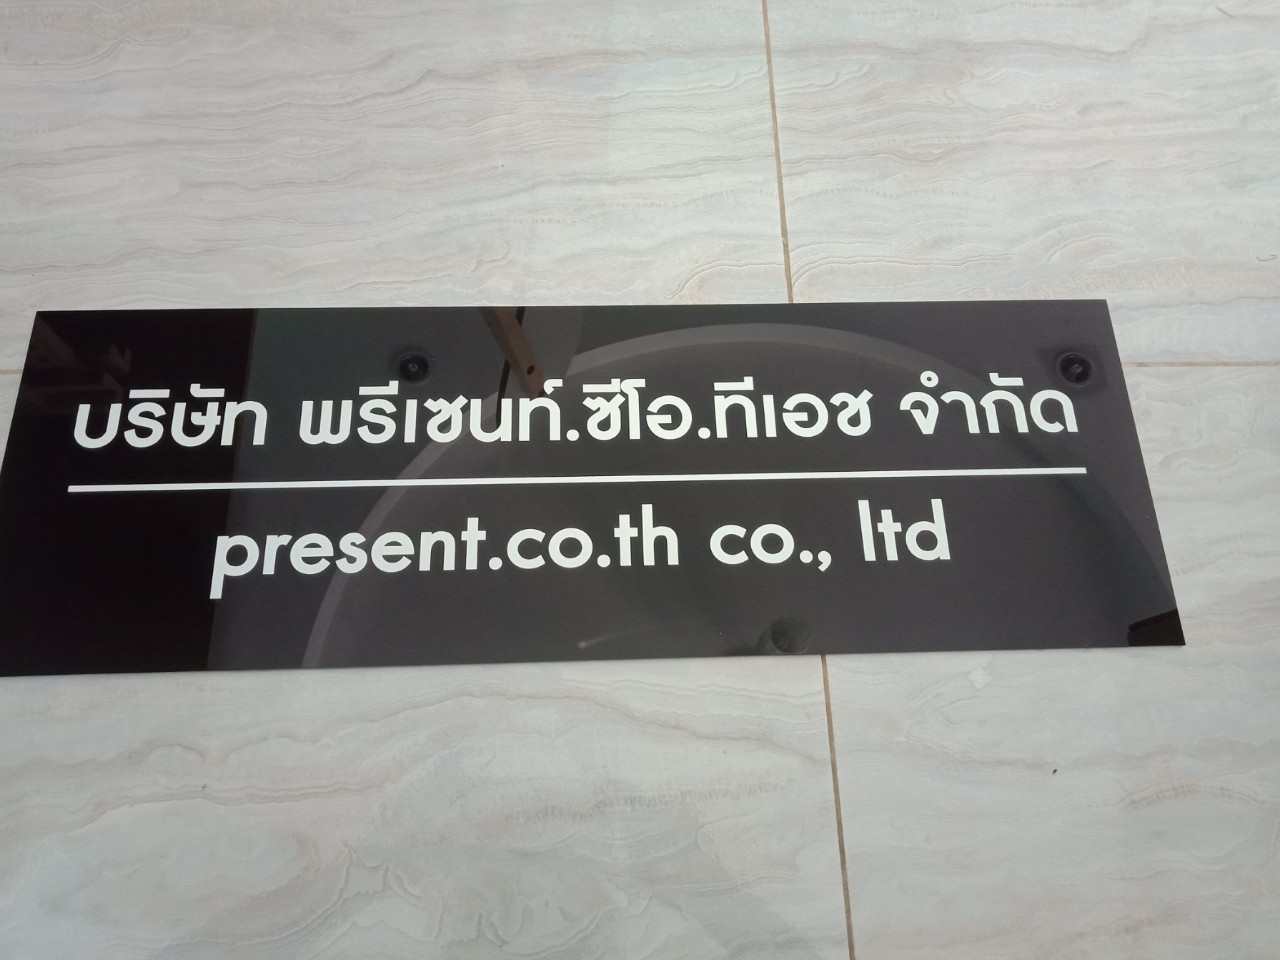 บริษัท พรีเซนท์.ซีโอ.ทีเอช จำกัด
present.co.th co., ltd